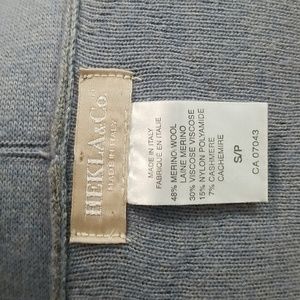 HEKLA&Co
MADE IN ITALY
MADE IN ITALY
FABRIQUÉ EN ITALIE
48% MERINO WOOL
LAINE MERINO
30% VISCOSE VISCOSE
15% NYLON POLYAMIDE
7% CASHMERE
CACHEMIRE
S/P
CA 07043